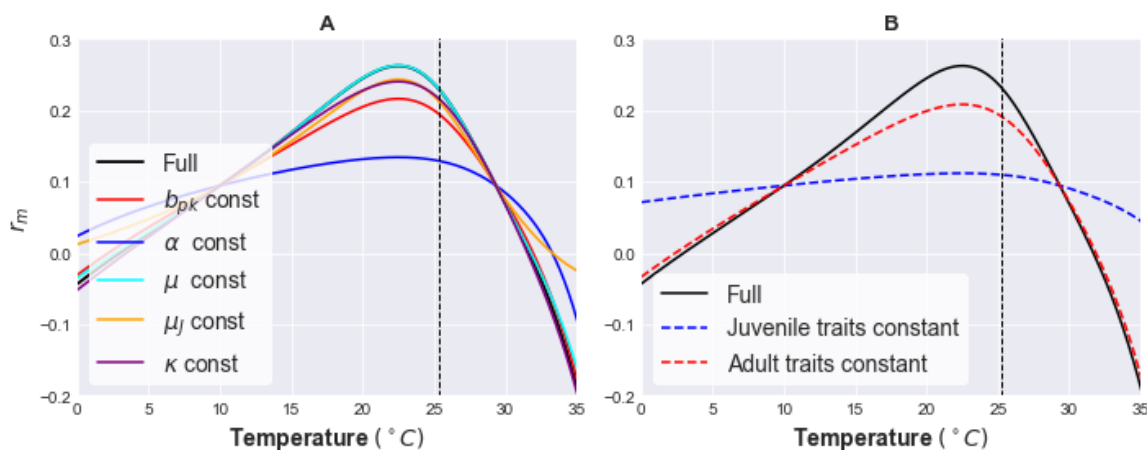 A
0.3
0.2
0.1
0.0
−0.1
−0.2
r_m
Full
b_pk const
α const
μ const
μ_J const
κ const
0 5 10 15 20 25 30 35
Temperature (°C)
B
0.3
0.2
0.1
0.0
−0.1
−0.2
Full
Juvenile traits constant
Adult traits constant
0 5 10 15 20 25 30 35
Temperature (°C)